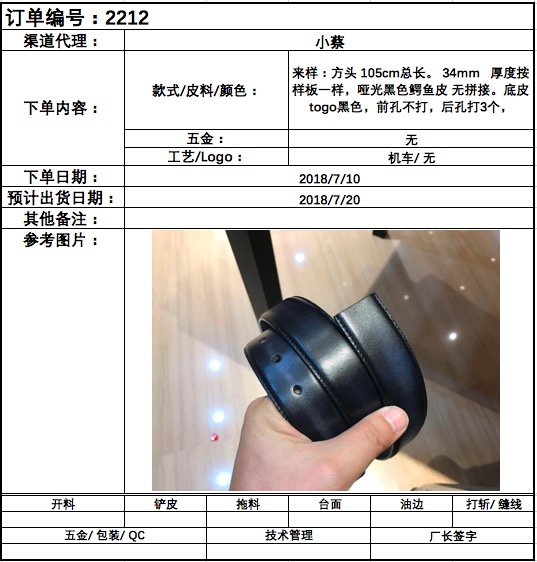 订单编号：2212
渠道代理： 小蔡
下单内容：
款式/皮料/颜色：
来样：方头 105cm总长。 34mm 厚度按
样板一样，哑光黑色鳄鱼皮 无拼接。底皮
togo黑色，前孔不打，后孔打3个，
五金： 无
工艺/Logo： 机车/ 无
下单日期： 2018/7/10
预计出货日期： 2018/7/20
其他备注：
参考图片：
开料 铲皮 拖料 台面 油边 打斩/ 缝线
五金/ 包装/ QC 技术管理 厂长签字